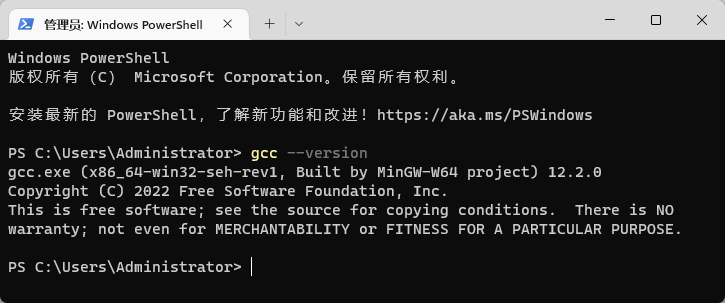 管理员: Windows PowerShell
Windows PowerShell
版权所有 (C)  Microsoft Corporation。保留所有权利。
安装最新的 PowerShell，了解新功能和改进！https://aka.ms/PSWindows
PS C:\Users\Administrator> gcc --version
gcc.exe (x86_64-win32-seh-rev1, Built by MinGW-W64 project) 12.2.0
Copyright (C) 2022 Free Software Foundation, Inc.
This is free software; see the source for copying conditions.  There is NO
warranty; not even for MERCHANTABILITY or FITNESS FOR A PARTICULAR PURPOSE.
PS C:\Users\Administrator>